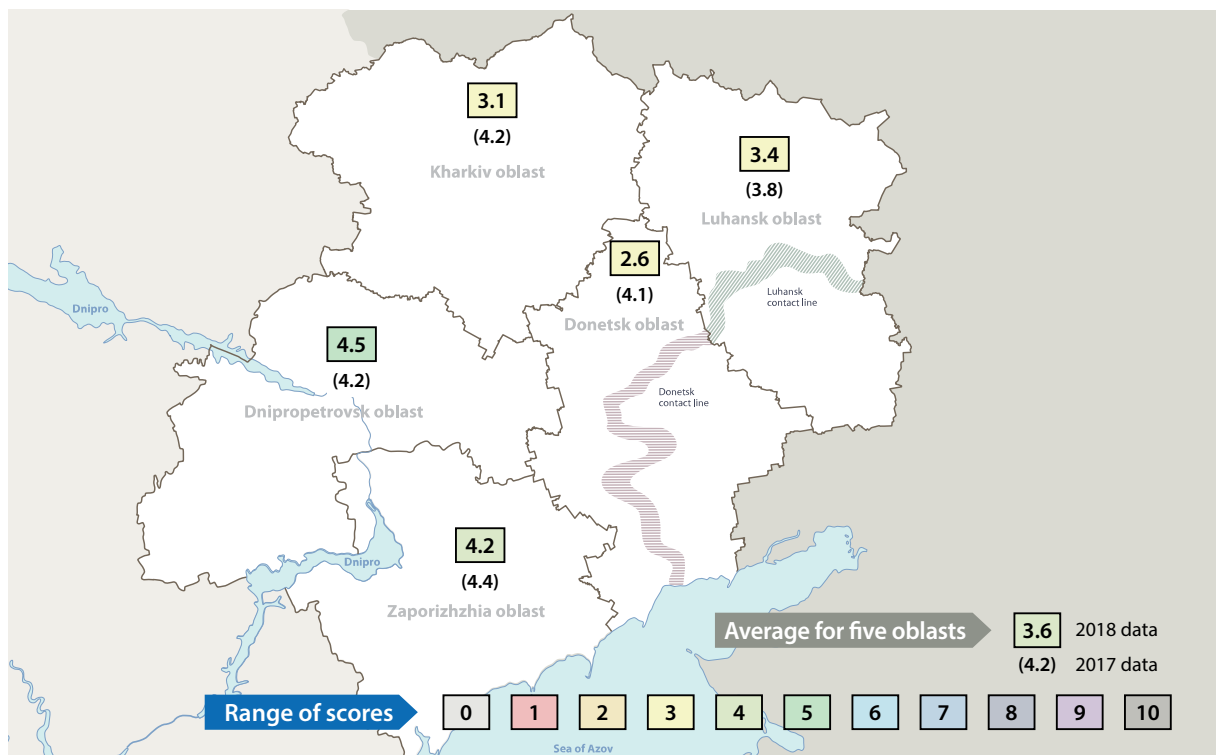 3.1
(4.2)
Kharkiv oblast
3.4
(3.8)
Luhansk oblast
2.6
(4.1)
Donetsk oblast
Luhansk
contact line
Dnipro
4.5
(4.2)
Dnipropetrovsk oblast
Donetsk
contact line
4.2
(4.4)
Zaporizhzhia oblast
Dnipro
Average for five oblasts
3.6 2018 data
(4.2) 2017 data
Range of scores
0 1 2 3 4 5 6 7 8 9 10
Sea of Azov